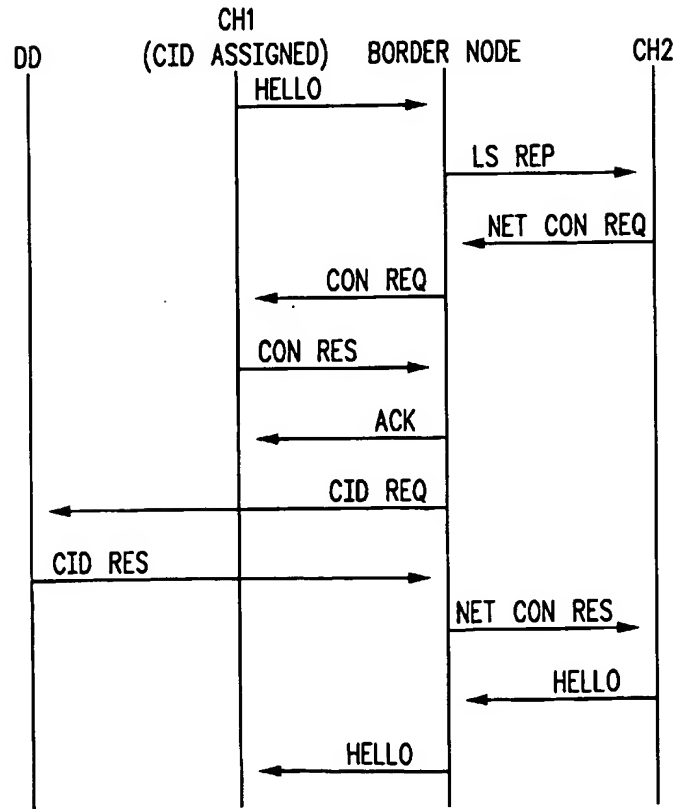 CH1
DD
(CID ASSIGNED)
BORDER NODE
CH2
HELLO
LS REP
NET CON REQ
CON REQ
CON RES
ACK
CID REQ
CID RES
NET CON RES
HELLO
HELLO